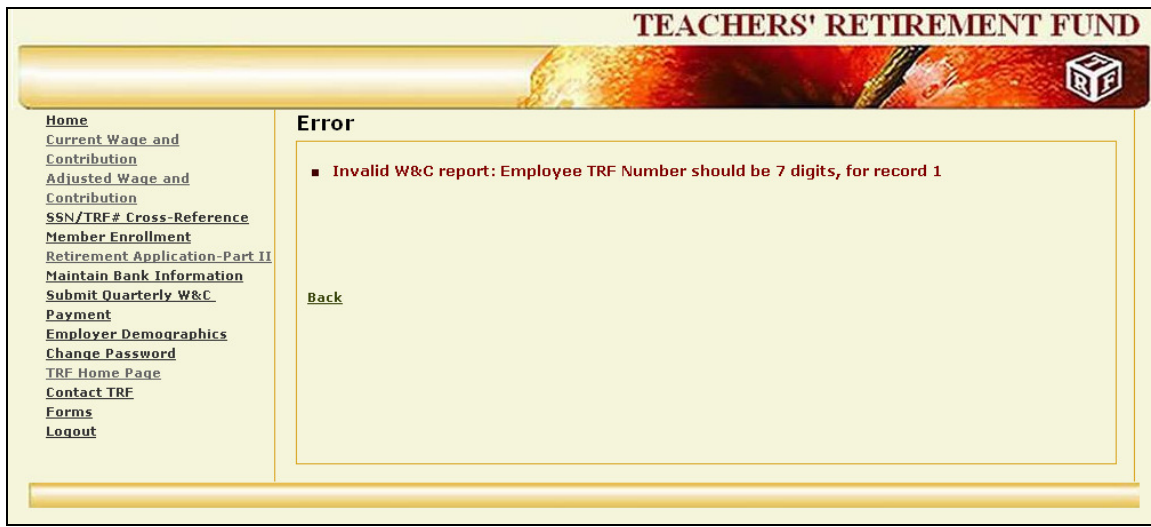 TEACHERS' RETIREMENT FUND
T
R F
Home
Current Wage and
Contribution
Adjusted Wage and
Contribution
SSN/TRF# Cross-Reference
Member Enrollment
Retirement Application-Part II
Maintain Bank Information
Submit Quarterly W&C
Payment
Employer Demographics
Change Password
TRF Home Page
Contact TRF
Forms
Logout
Error
Invalid W&C report: Employee TRF Number should be 7 digits, for record 1
Back